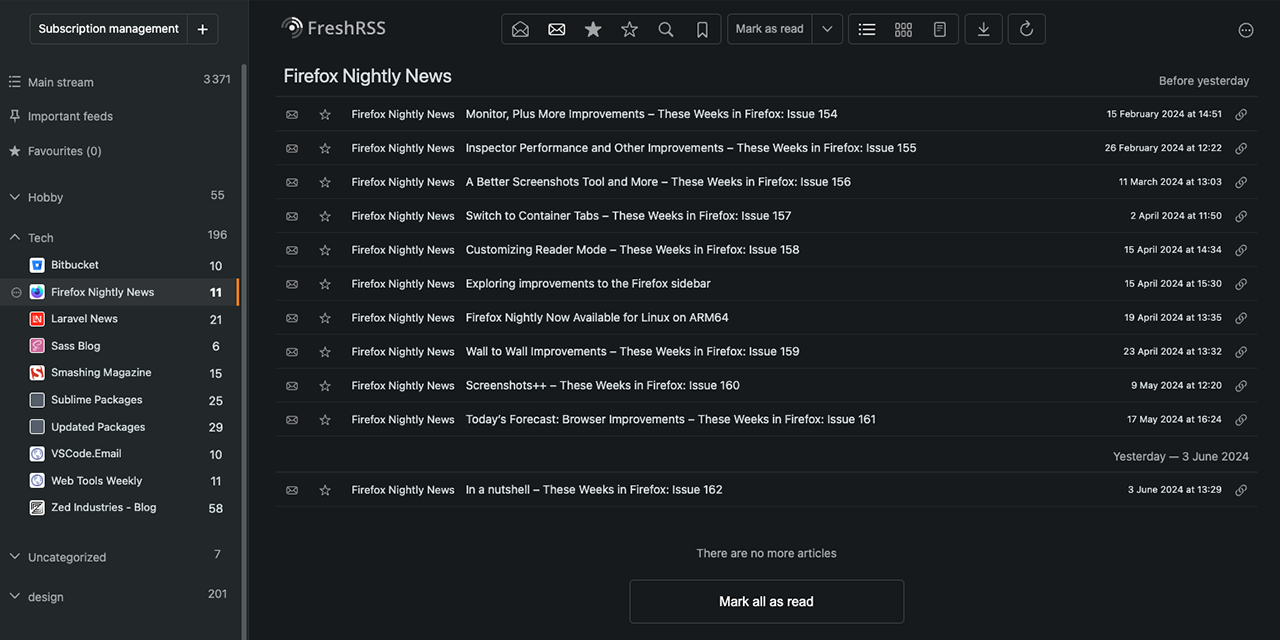 Subscription management +
FreshRSS
Mark as read
Main stream 3 371
Important feeds
Favourites (0)
Hobby 55
Tech 196
Bitbucket 10
Firefox Nightly News 11
Laravel News 21
Sass Blog 6
Smashing Magazine 15
Sublime Packages 25
Updated Packages 29
VSCode.Email 10
Web Tools Weekly 11
Zed Industries - Blog 58
Uncategorized 7
design 201
Firefox Nightly News
Before yesterday
Firefox Nightly News Monitor, Plus More Improvements – These Weeks in Firefox: Issue 154 15 February 2024 at 14:51
Firefox Nightly News Inspector Performance and Other Improvements – These Weeks in Firefox: Issue 155 26 February 2024 at 12:22
Firefox Nightly News A Better Screenshots Tool and More – These Weeks in Firefox: Issue 156 11 March 2024 at 13:03
Firefox Nightly News Switch to Container Tabs – These Weeks in Firefox: Issue 157 2 April 2024 at 11:50
Firefox Nightly News Customizing Reader Mode – These Weeks in Firefox: Issue 158 15 April 2024 at 14:34
Firefox Nightly News Exploring improvements to the Firefox sidebar 15 April 2024 at 15:30
Firefox Nightly News Firefox Nightly Now Available for Linux on ARM64 19 April 2024 at 13:35
Firefox Nightly News Wall to Wall Improvements – These Weeks in Firefox: Issue 159 23 April 2024 at 13:32
Firefox Nightly News Screenshots++ – These Weeks in Firefox: Issue 160 9 May 2024 at 12:20
Firefox Nightly News Today’s Forecast: Browser Improvements – These Weeks in Firefox: Issue 161 17 May 2024 at 16:24
Yesterday — 3 June 2024
Firefox Nightly News In a nutshell – These Weeks in Firefox: Issue 162 3 June 2024 at 13:29
There are no more articles
Mark all as read